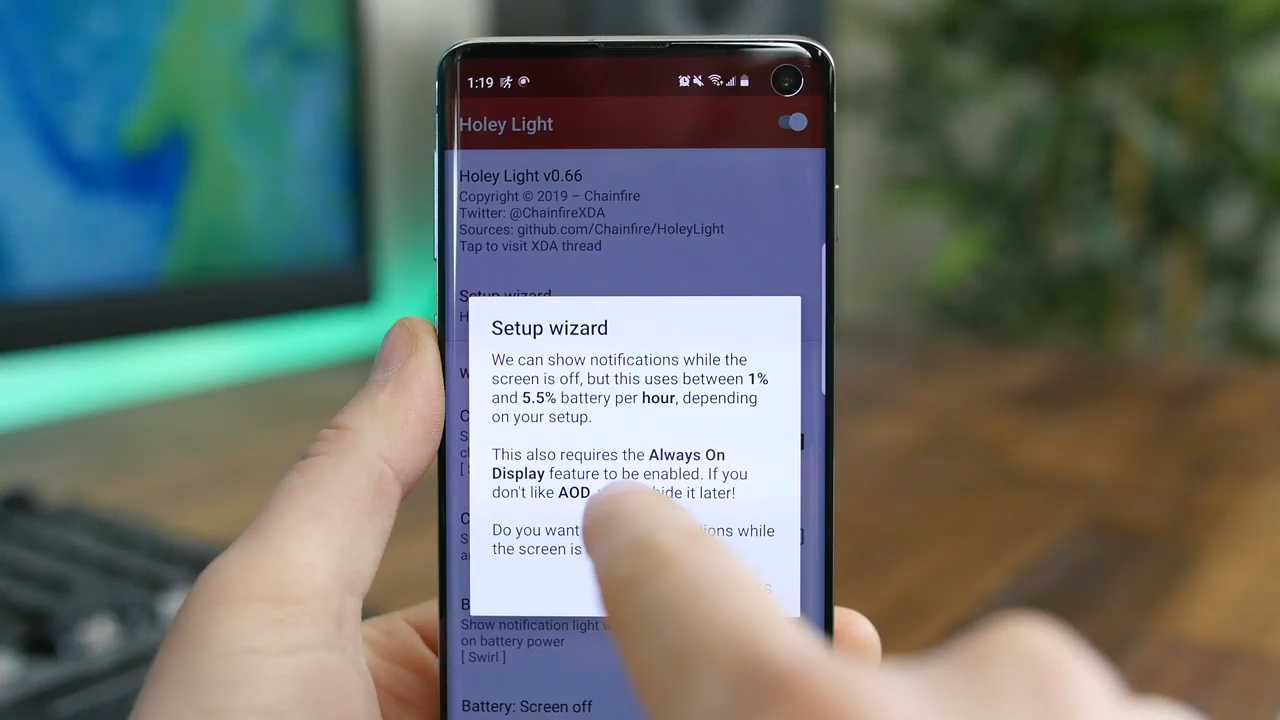 1:19
Holey Light
Holey Light v0.66
Copyright © 2019 – Chainfire
Twitter: @ChainfireXDA
Sources: github.com/Chainfire/HoleyLight
Tap to visit XDA thread
Setup wizard
Setup wizard
We can show notifications while the
screen is off, but this uses between 1%
and 5.5% battery per hour, depending
on your setup.
This also requires the Always On
Display feature to be enabled. If you
don't like AOD hide it later!
Do you want while
the screen is
Show notification light
on battery power
[ Swirl ]
Battery: Screen off